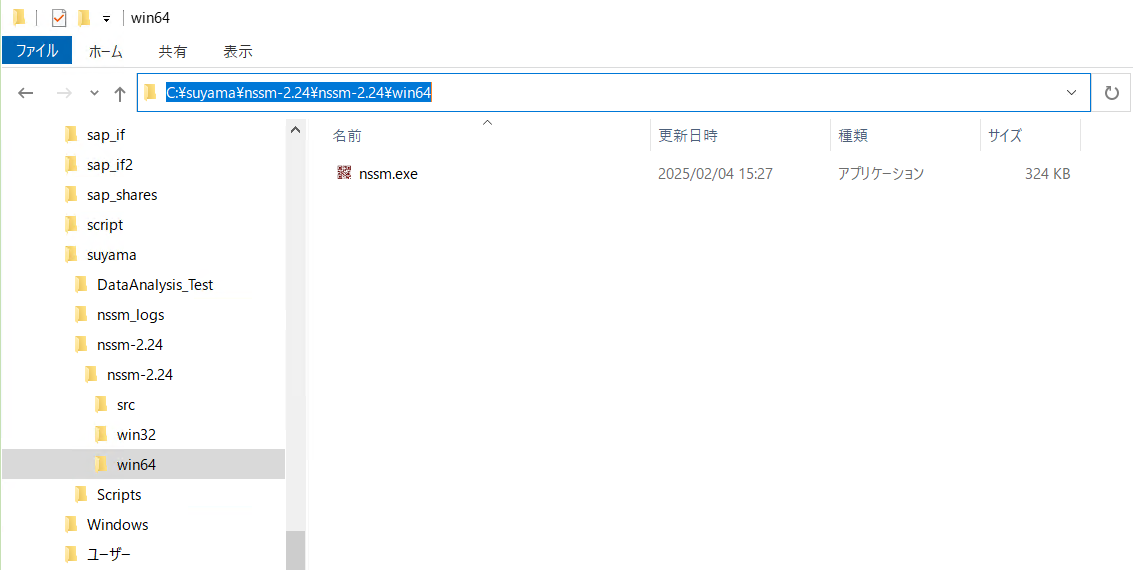 win64
ファイル ホーム 共有 表示
C:¥suyama¥nssm-2.24¥nssm-2.24¥win64
名前 更新日時 種類 サイズ
nssm.exe 2025/02/04 15:27 アプリケーション 324 KB
sap_if
sap_if2
sap_shares
script
suyama
DataAnalysis_Test
nssm_logs
nssm-2.24
nssm-2.24
src
win32
win64
Scripts
Windows
ユーザー